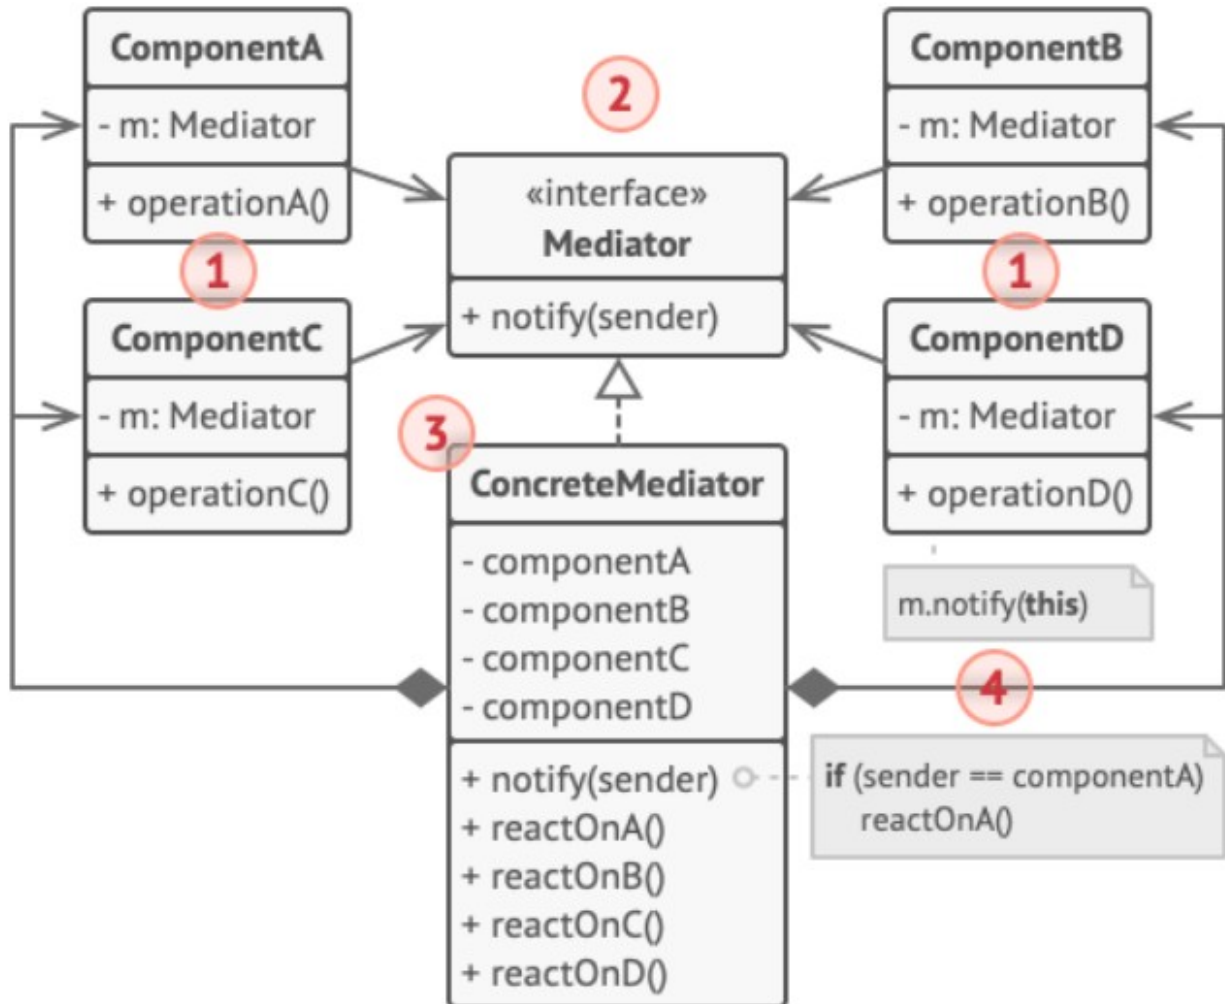 ComponentA
- m: Mediator
+ operationA()
1
ComponentC
- m: Mediator
+ operationC()
2
«interface»
Mediator
+ notify(sender)
ComponentB
- m: Mediator
+ operationB()
1
ComponentD
- m: Mediator
+ operationD()
m.notify(this)
3
ConcreteMediator
- componentA
- componentB
- componentC
- componentD
+ notify(sender)
+ reactOnA()
+ reactOnB()
+ reactOnC()
+ reactOnD()
4
if (sender == componentA)
reactOnA()